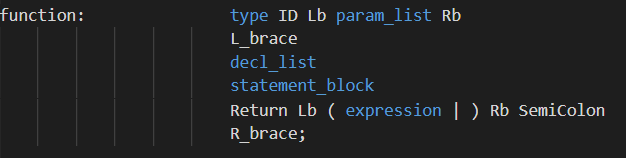 function: type ID Lb param_list Rb
L_brace
decl_list
statement_block
Return Lb ( expression | ) Rb SemiColon
R_brace;